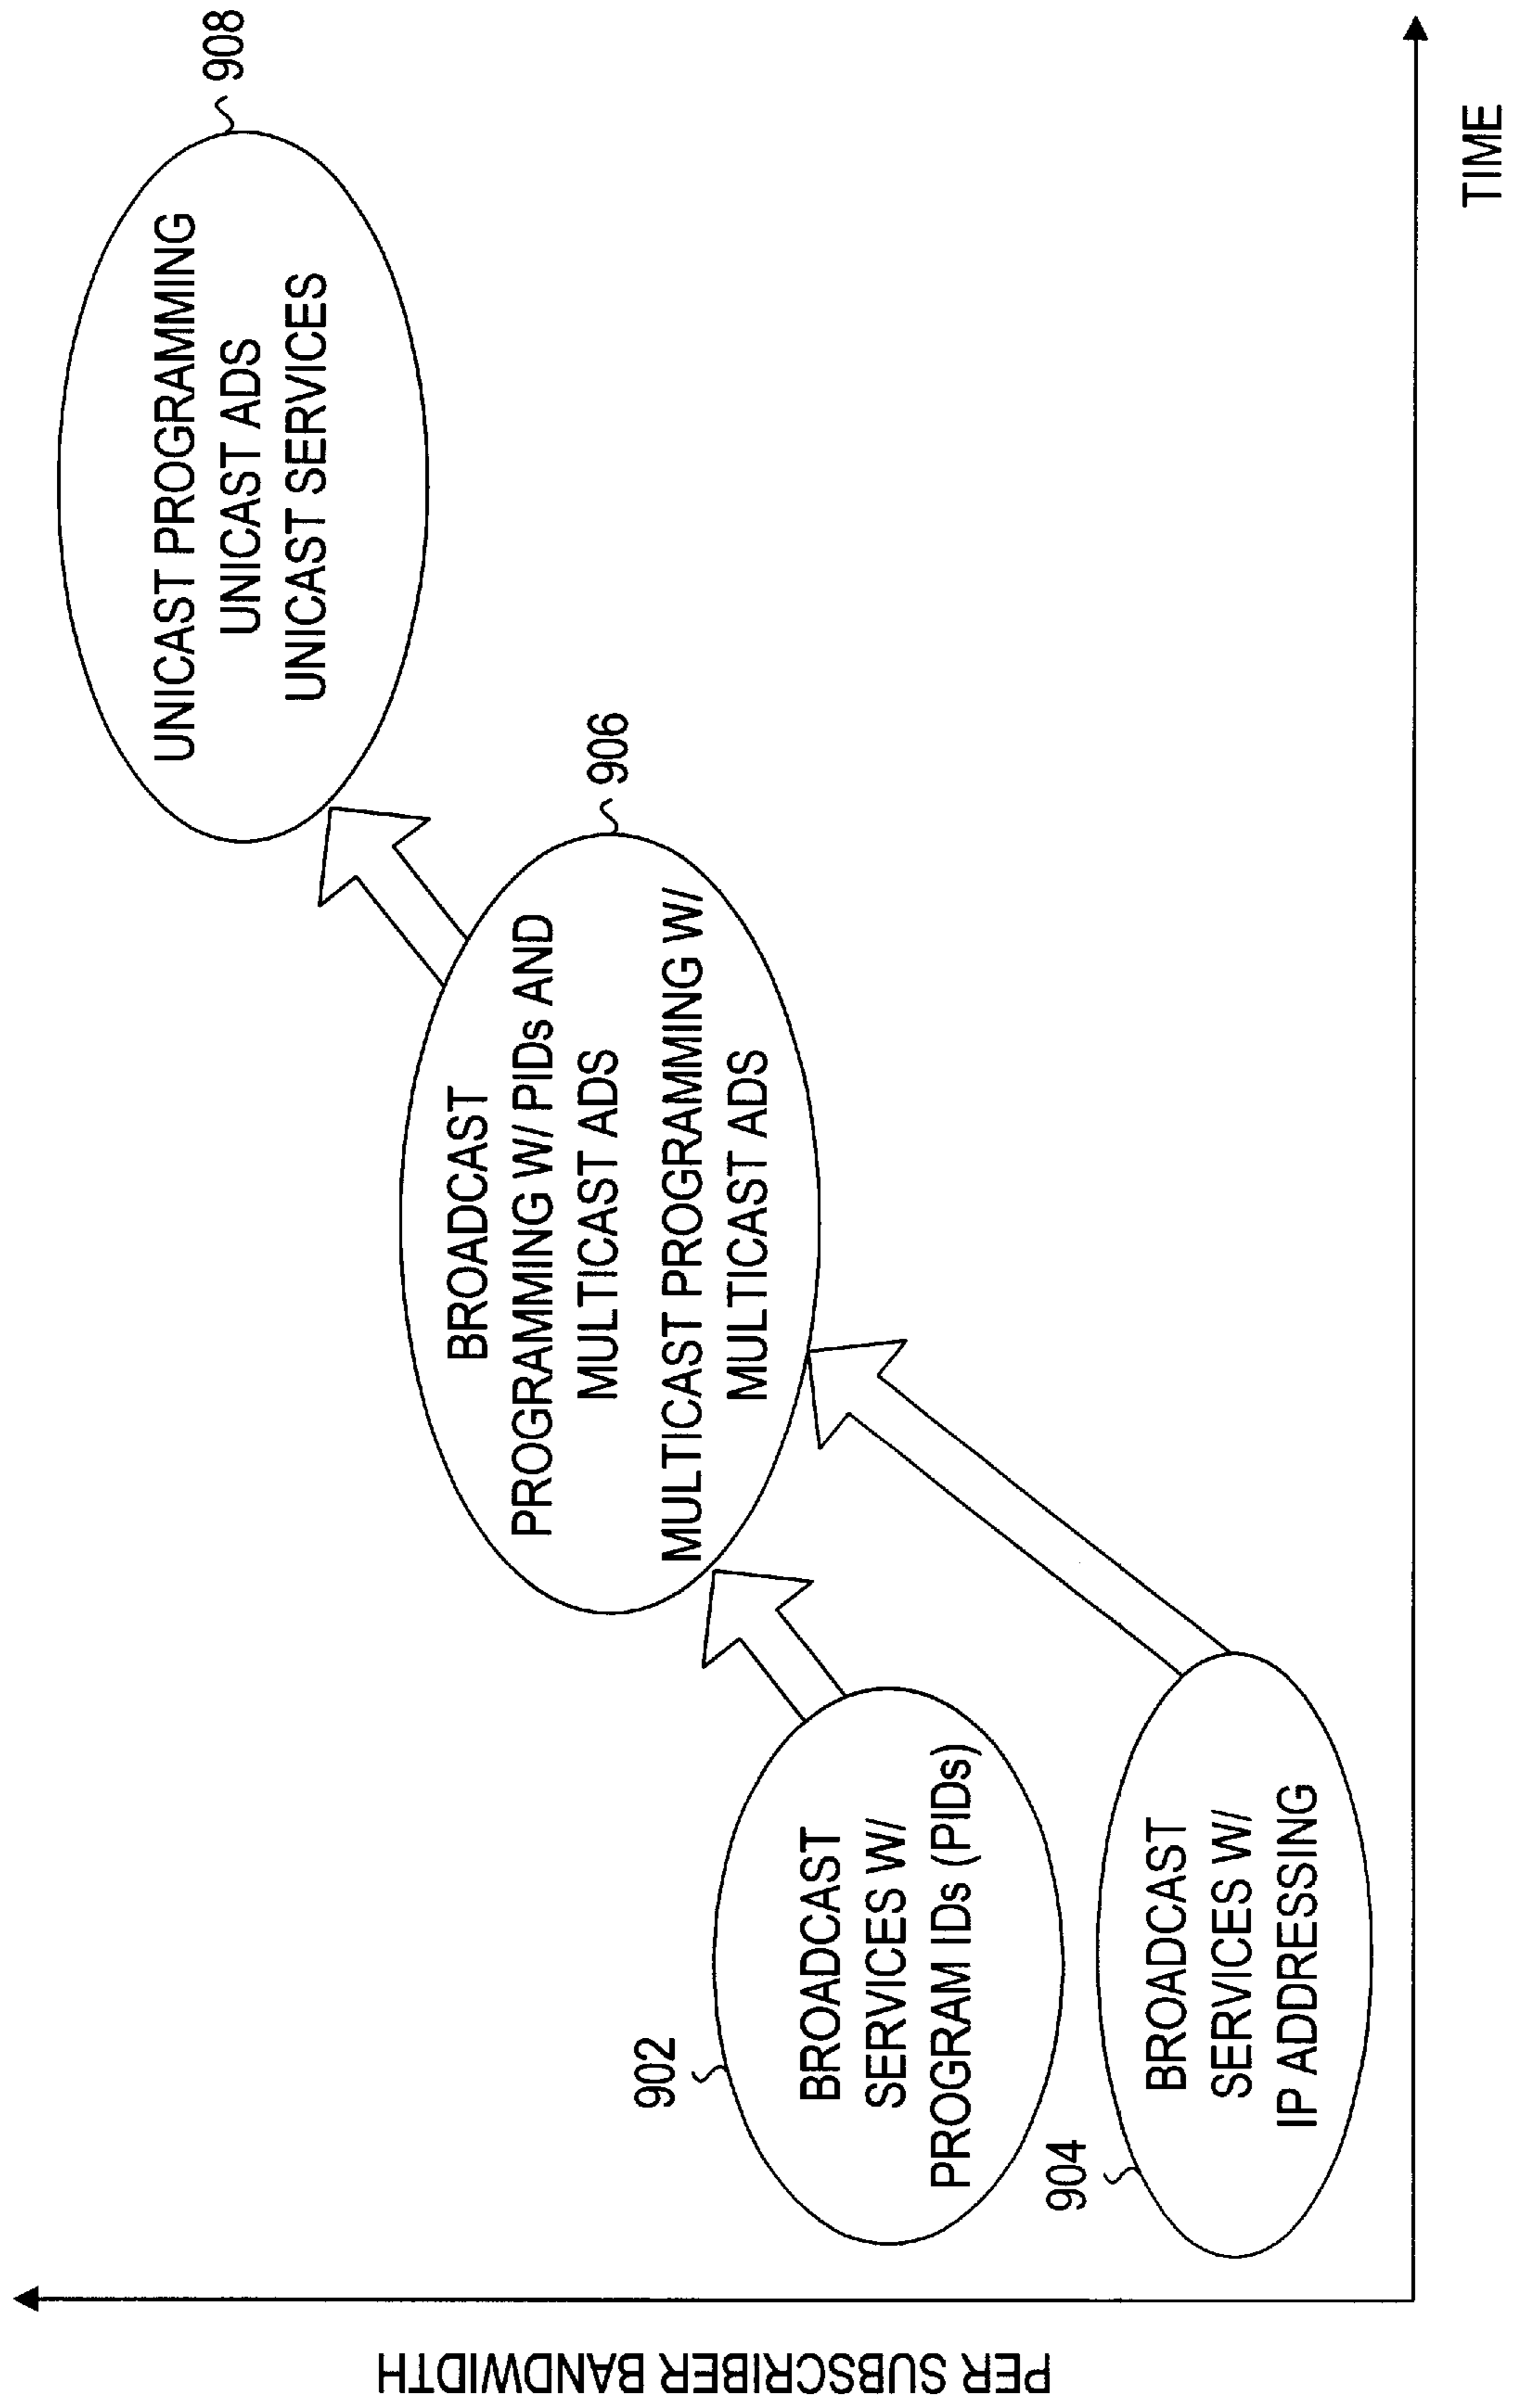 PER SUBSCRIBER BANDWIDTH
902
BROADCAST
SERVICES W/
PROGRAM IDs (PIDs)
904
BROADCAST
SERVICES W/
IP ADDRESSING
906
BROADCAST
PROGRAMMING W/ PIDs AND
MULTICAST ADS
MULTICAST PROGRAMMING W/
MULTICAST ADS
908
UNICAST PROGRAMMING
UNICAST ADS
UNICAST SERVICES
TIME